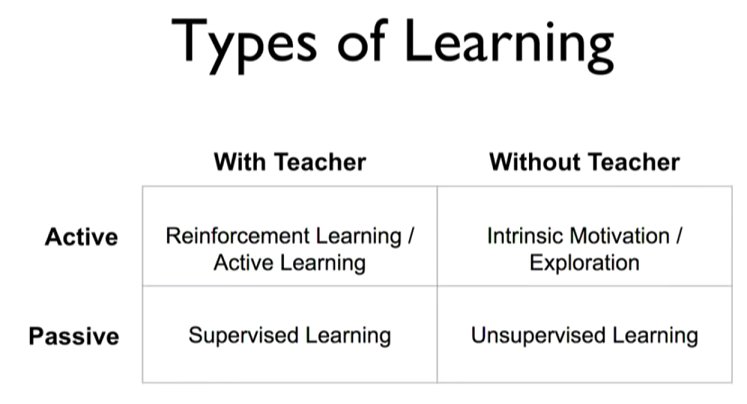 Types of Learning
With Teacher
Without Teacher
Active
Reinforcement Learning /
Active Learning
Intrinsic Motivation /
Exploration
Passive
Supervised Learning
Unsupervised Learning